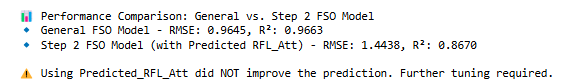 📊 Performance Comparison: General vs. Step 2 FSO Model
🔹 General FSO Model - RMSE: 0.9645, R²: 0.9663
🔹 Step 2 FSO Model (with Predicted RFL_Att) - RMSE: 1.4438, R²: 0.8670
⚠️ Using Predicted_RFL_Att did NOT improve the prediction. Further tuning required.